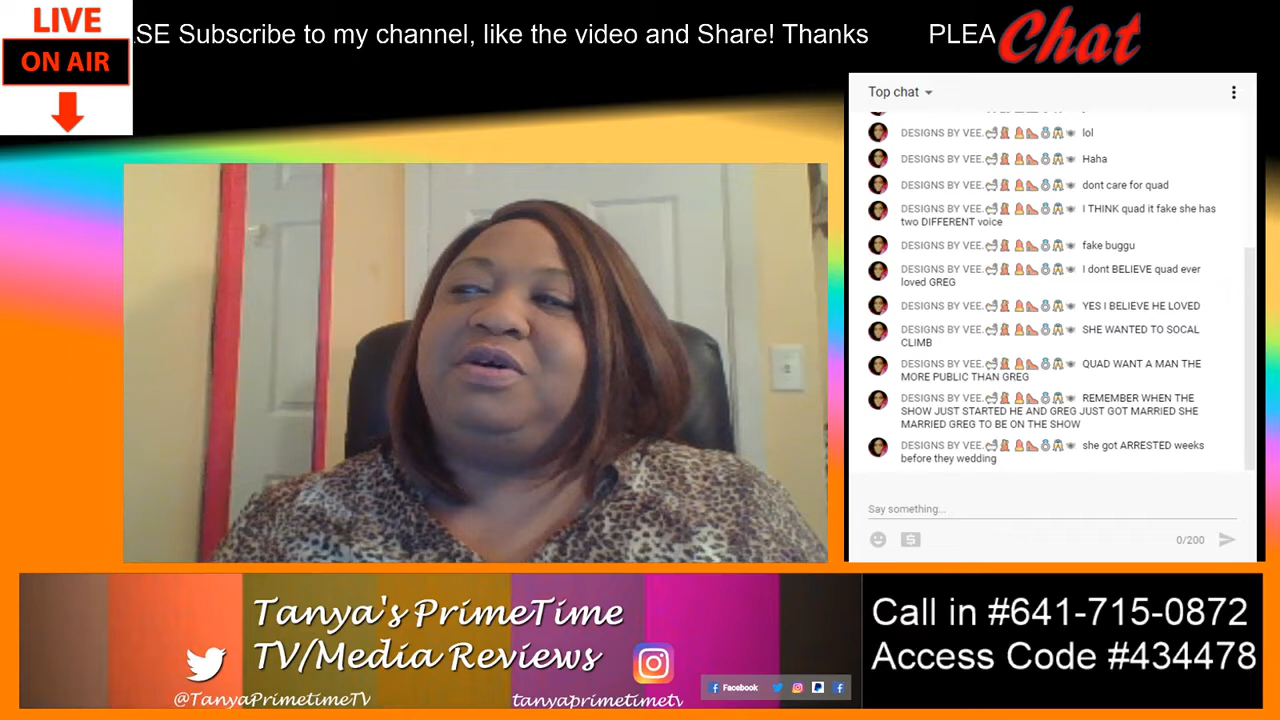 LIVE
ON AIR
SE Subscribe to my channel, like the video and Share! Thanks
PLEA
Chat
Top chat
DESIGNS BY VEE. lol
DESIGNS BY VEE. Haha
DESIGNS BY VEE. dont care for quad
DESIGNS BY VEE. I THINK quad it fake she has
two DIFFERENT voice
DESIGNS BY VEE. fake buggu
DESIGNS BY VEE. I dont BELIEVE quad ever
loved GREG
DESIGNS BY VEE. YES I BELIEVE HE LOVED
DESIGNS BY VEE. SHE WANTED TO SOCAL
CLIMB
DESIGNS BY VEE. QUAD WANT A MAN THE
MORE PUBLIC THAN GREG
DESIGNS BY VEE. REMEMBER WHEN THE
SHOW JUST STARTED HE AND GREG JUST GOT MARRIED SHE
MARRIED GREG TO BE ON THE SHOW
DESIGNS BY VEE. she got ARRESTED weeks
before they wedding
Say something...
0/200
Tanya's PrimeTime
TV/Media Reviews
@TanyaPrimetimeTV
tanyaprimetimetv
Facebook
Call in #641-715-0872
Access Code #434478